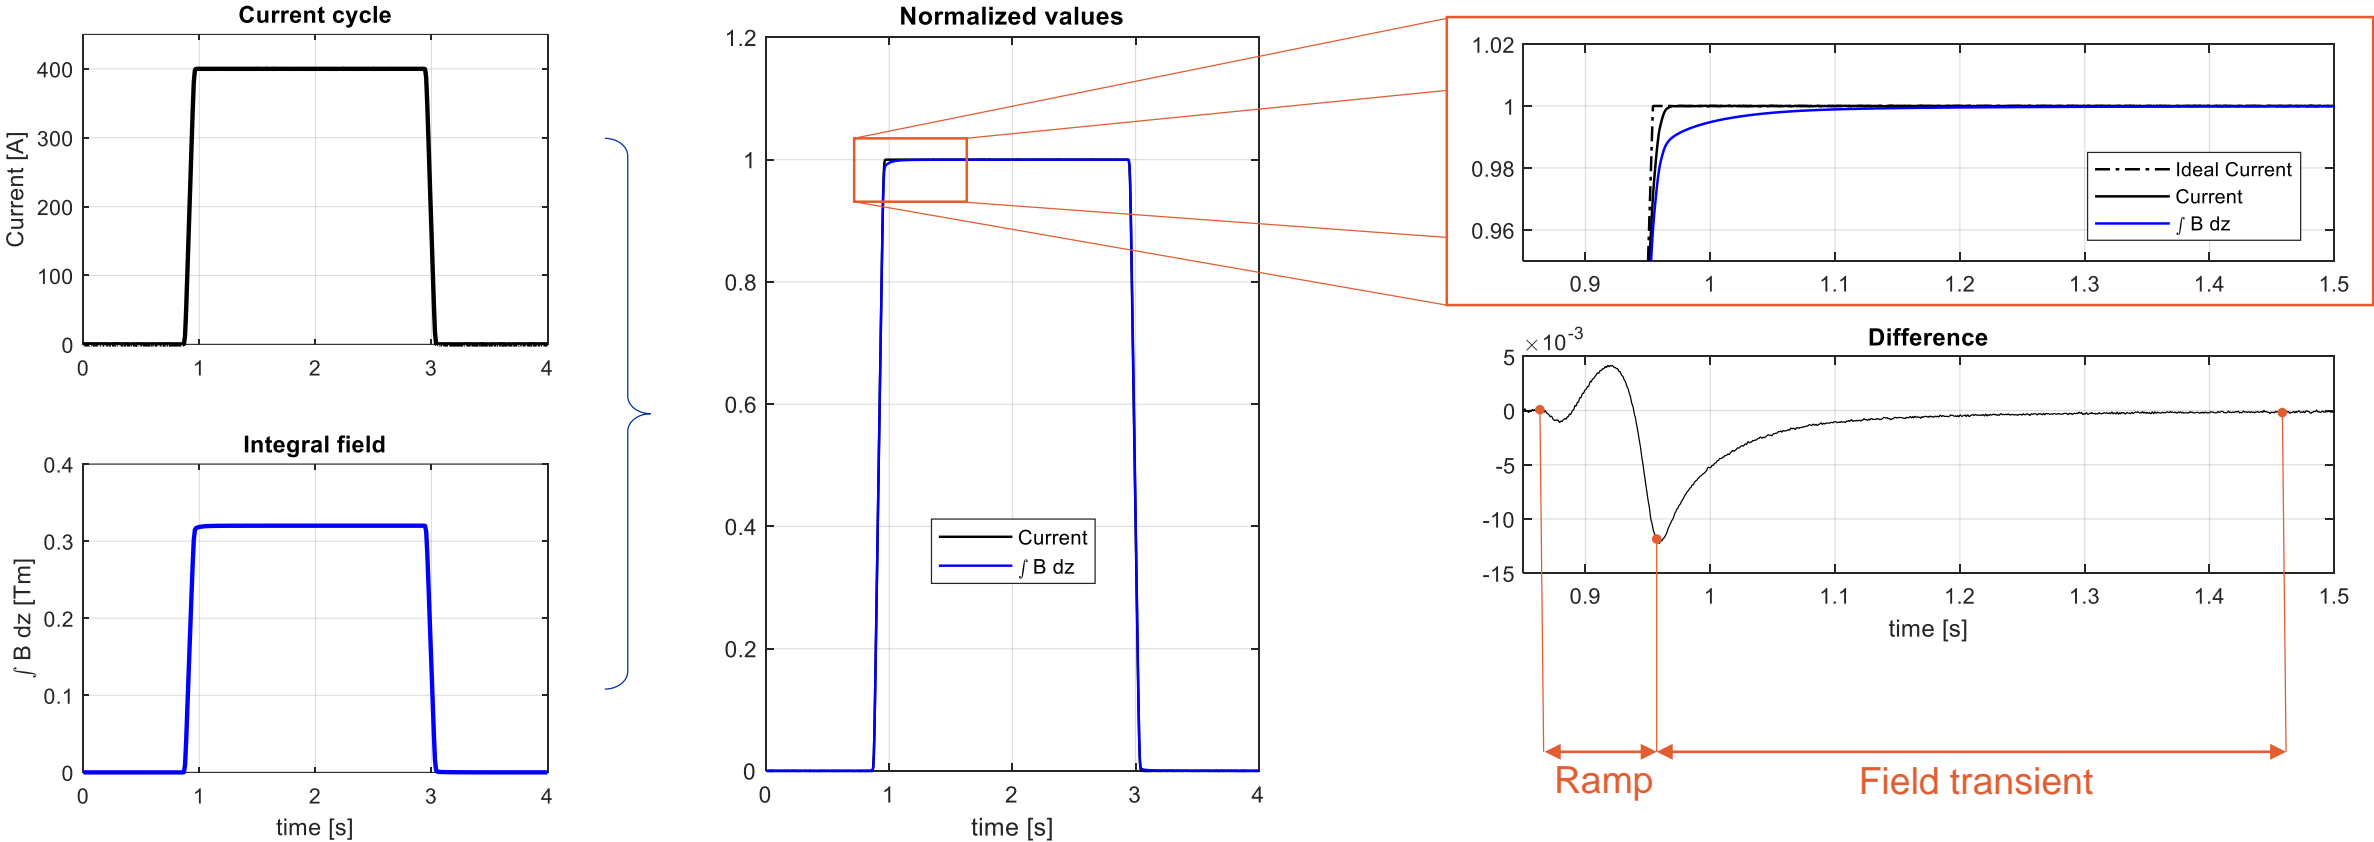 Current cycle
Current [A]
400
300
200
100
0
0 1 2 3 4
Integral field
∫ B dz [Tm]
0.4
0.3
0.2
0.1
0
0 1 2 3 4
time [s]
Normalized values
1.2
1
0.8
0.6
0.4
0.2
0
Current
∫ B dz
0 1 2 3 4
time [s]
1.02
1
0.98
0.96
Ideal Current
Current
∫ B dz
0.9 1 1.1 1.2 1.3 1.4 1.5
Difference
×10-3
5
0
-5
-10
-15
0.9 1 1.1 1.2 1.3 1.4 1.5
time [s]
Ramp
Field transient